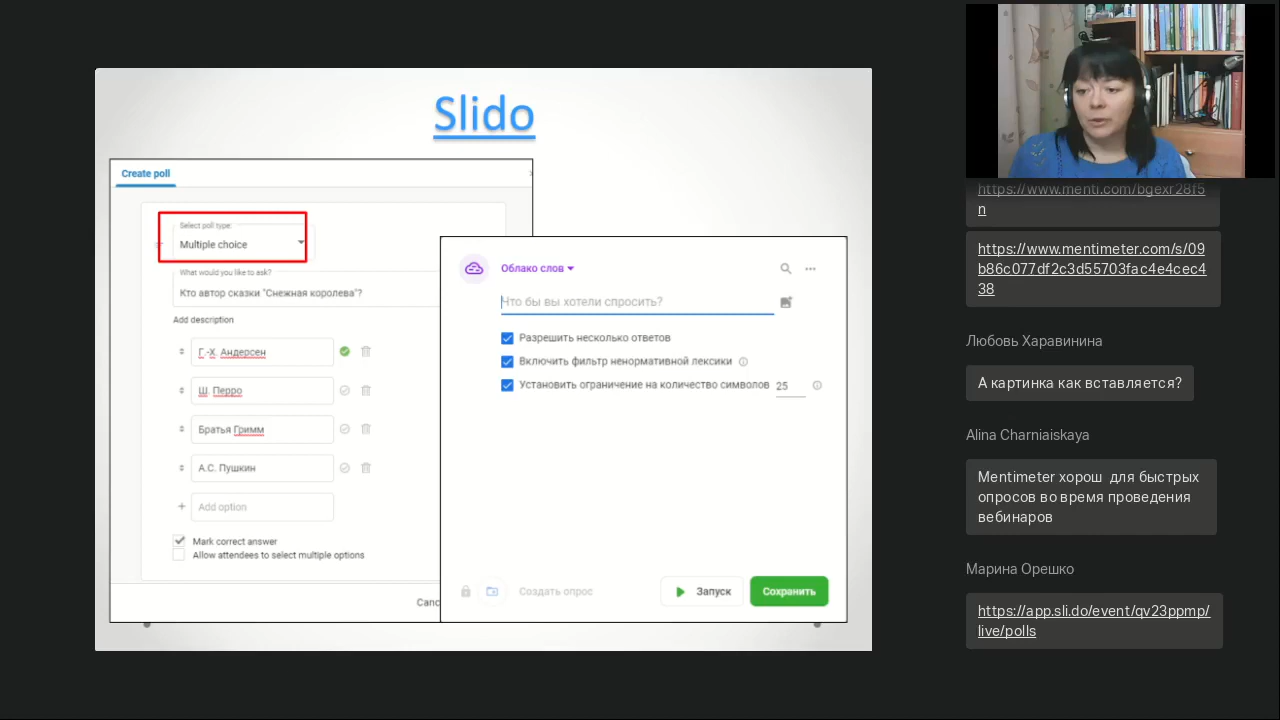 Slido
Create poll
Select poll type:
Multiple choice
What would you like to ask?
Кто автор сказки "Снежная королева"?
Add description
Г.-Х. Андерсен
Ш. Перро
Братья Гримм
А.С. Пушкин
Add option
Mark correct answer
Allow attendees to select multiple options
Canc
Облако слов
Что бы вы хотели спросить?
Разрешить несколько ответов
Включить фильтр ненормативной лексики
Установить ограничение на количество символов 25
Создать опрос
Запуск
Сохранить
https://www.menti.com/bgexr28f5
n
https://www.mentimeter.com/s/09
b86c077df2c3d55703fac4e4cec4
38
Любовь Харавинина
А картинка как вставляется?
Alina Charniaiskaya
Mentimeter хорош для быстрых
опросов во время проведения
вебинаров
Марина Орешко
https://app.sli.do/event/qv23ppmp/
live/polls